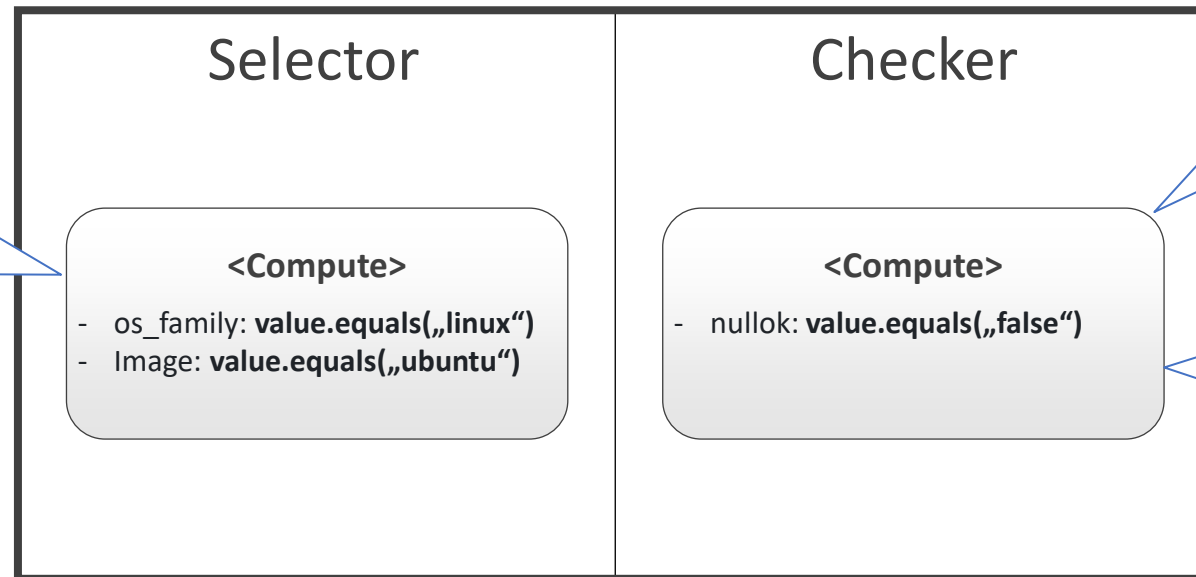 Selector
<Compute>
- os_family: value.equals(„linux“)
- Image: value.equals(„ubuntu“)
Checker
<Compute>
- nullok: value.equals(„false“)